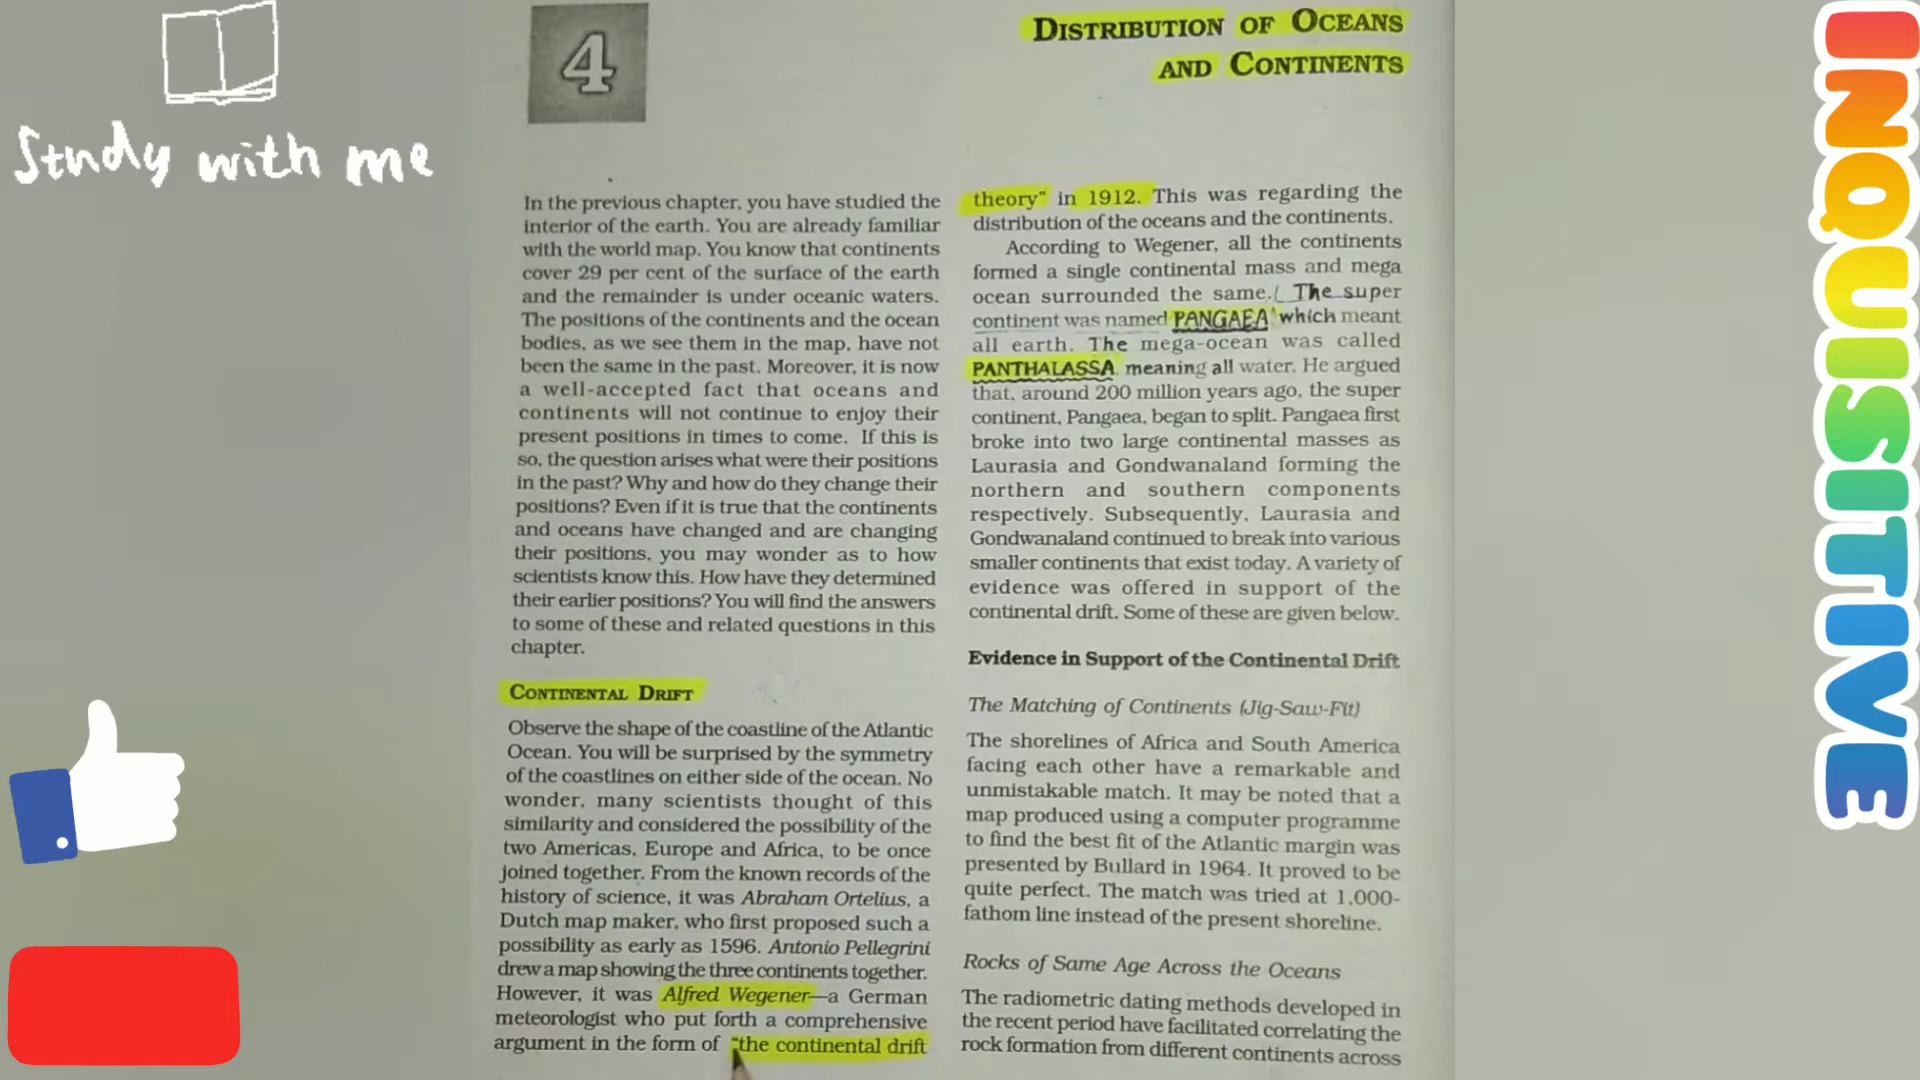 Study with me
4
DISTRIBUTION OF OCEANS
AND CONTINENTS
In the previous chapter, you have studied the
interior of the earth. You are already familiar
with the world map. You know that continents
cover 29 per cent of the surface of the earth
and the remainder is under oceanic waters.
The positions of the continents and the ocean
bodies, as we see them in the map, have not
been the same in the past. Moreover, it is now
a well-accepted fact that oceans and
continents will not continue to enjoy their
present positions in times to come. If this is
so, the question arises what were their positions
in the past? Why and how do they change their
positions? Even if it is true that the continents
and oceans have changed and are changing
their positions, you may wonder as to how
scientists know this. How have they determined
their earlier positions? You will find the answers
to some of these and related questions in this
chapter.
CONTINENTAL DRIFT
Observe the shape of the coastline of the Atlantic
Ocean. You will be surprised by the symmetry
of the coastlines on either side of the ocean. No
wonder, many scientists thought of this
similarity and considered the possibility of the
two Americas, Europe and Africa, to be once
joined together. From the known records of the
history of science, it was Abraham Ortelius, a
Dutch map maker, who first proposed such a
possibility as early as 1596. Antonio Pellegrini
drew a map showing the three continents together.
However, it was Alfred Wegener—a German
meteorologist who put forth a comprehensive
argument in the form of "the continental drift
theory" in 1912. This was regarding the
distribution of the oceans and the continents.
According to Wegener, all the continents
formed a single continental mass and mega
ocean surrounded the same. The super
continent was named PANGAEA which meant
all earth. The mega-ocean was called
PANTHALASSA meaning all water. He argued
that, around 200 million years ago, the super
continent, Pangaea, began to split. Pangaea first
broke into two large continental masses as
Laurasia and Gondwanaland forming the
northern and southern components
respectively. Subsequently, Laurasia and
Gondwanaland continued to break into various
smaller continents that exist today. A variety of
evidence was offered in support of the
continental drift. Some of these are given below.
Evidence in Support of the Continental Drift
The Matching of Continents (Jig-Saw-Fit)
The shorelines of Africa and South America
facing each other have a remarkable and
unmistakable match. It may be noted that a
map produced using a computer programme
to find the best fit of the Atlantic margin was
presented by Bullard in 1964. It proved to be
quite perfect. The match was tried at 1,000-
fathom line instead of the present shoreline.
Rocks of Same Age Across the Oceans
The radiometric dating methods developed in
the recent period have facilitated correlating the
rock formation from different continents across
INQUISITIVE